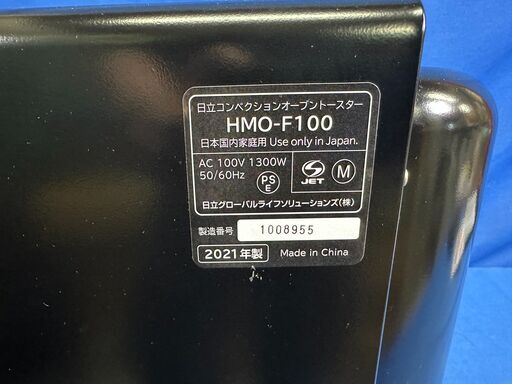 日立コンベクションオーブントースター
HMO-F100
日本国内家庭用 Use only in Japan.
AC 100V 1300W
50/60Hz
PS
E
S
JET
M
日立グローバルライフソリューションズ(株)
製造番号 1008955
2021年製 Made in China